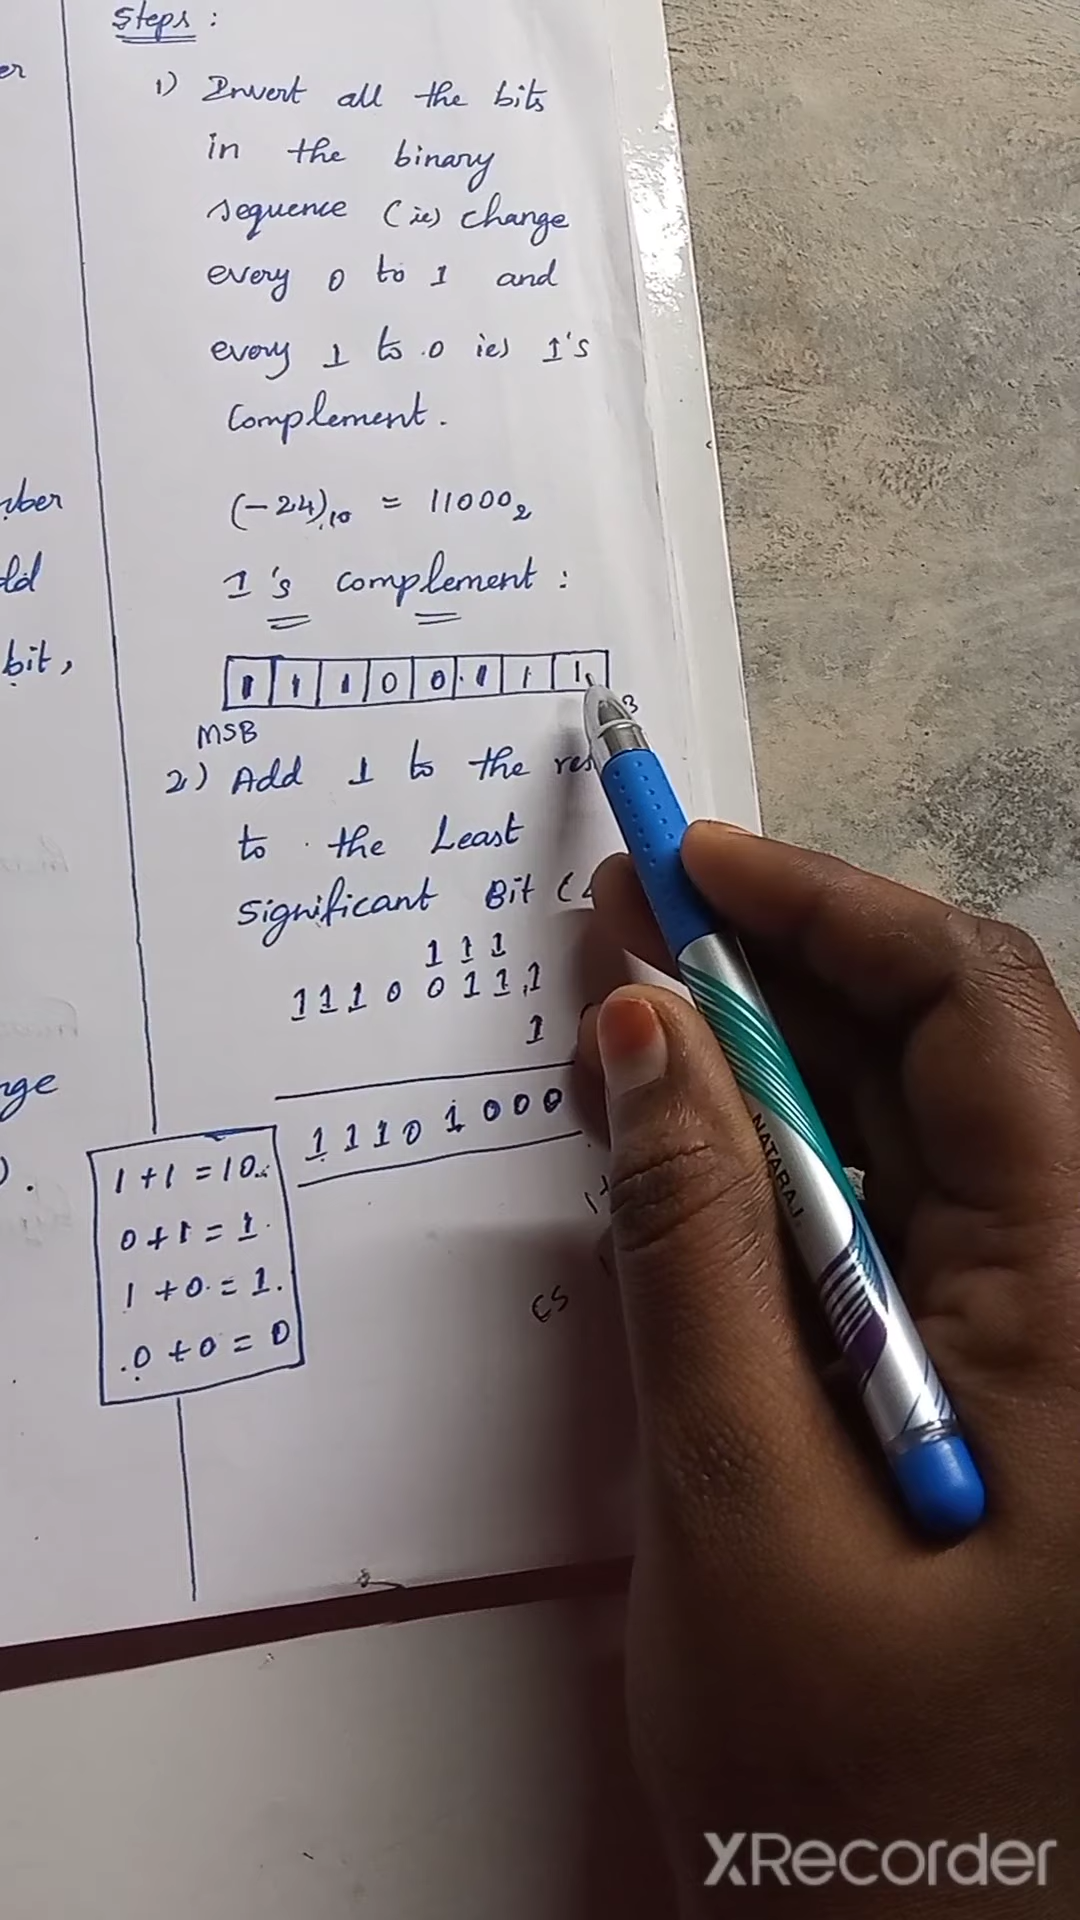 Steps :
1) Invert all the bits
in the binary
sequence (ie) change
every 0 to 1 and
every 1 to 0 ie) 1's
complement.
(-24)10 = 110002
1's complement :
1 1 1 0 0 1 1 1
MSB
2) Add 1 to the
to the Least
significant Bit (
1 1 1
1 1 1 0 0 1 1 1
1
1 1 1 0 1 0 0 0
1 + 1 = 10.
0 + 1 = 1.
1 + 0 = 1.
0 + 0 = 0
bit,
NATARAJ
XRecorder